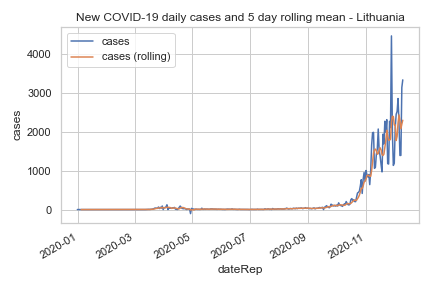 New COVID-19 daily cases and 5 day rolling mean - Lithuania
cases
cases (rolling)
4000
3000
2000
1000
0
cases
2020-01
2020-03
2020-05
2020-07
2020-09
2020-11
dateRep